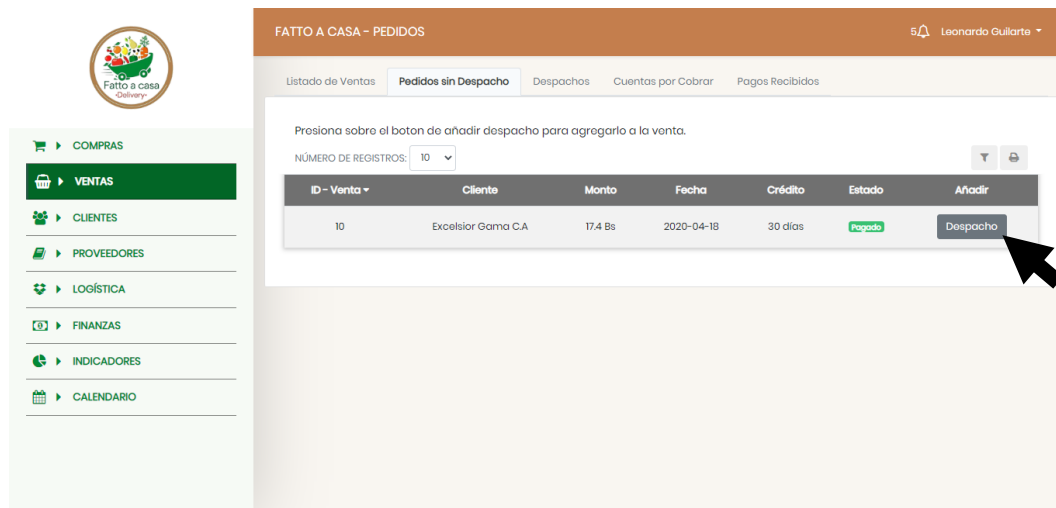 Fatto a casa
-Delivery-
COMPRAS
VENTAS
CLIENTES
PROVEEDORES
LOGÍSTICA
FINANZAS
INDICADORES
CALENDARIO
FATTO A CASA - PEDIDOS
5 Leonardo Guilarte
Listado de Ventas Pedidos sin Despacho Despachos Cuentas por Cobrar Pagos Recibidos
Presiona sobre el boton de añadir despacho para agregarlo a la venta.
NÚMERO DE REGISTROS: 10
ID - Venta Cliente Monto Fecha Crédito Estado Añadir
10 Excelsior Gama C.A 17.4 Bs 2020-04-18 30 días Pagado Despacho